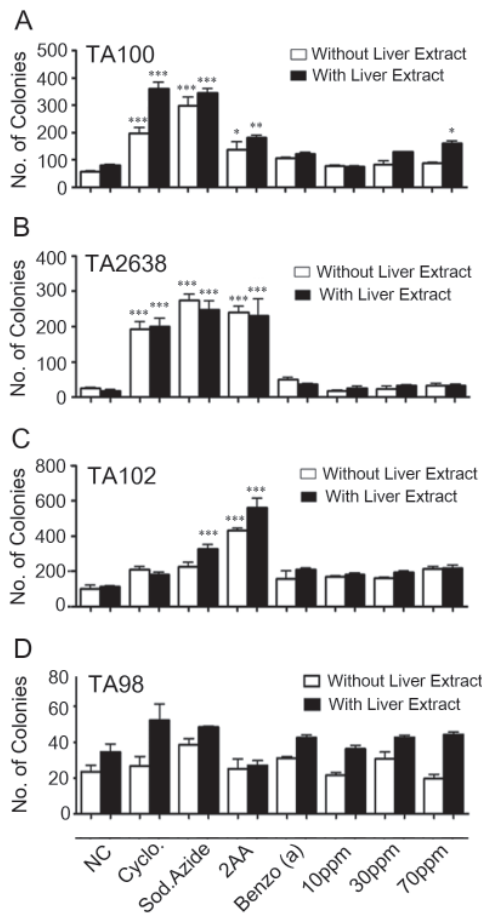 A
TA100
Without Liver Extract
With Liver Extract
No. of Colonies
500
400
300
200
100
0
*** *** *** *** * ** *
B
TA2638
Without Liver Extract
With Liver Extract
No. of Colonies
400
300
200
100
0
*** *** *** *** *** ***
C
TA102
Without Liver Extract
With Liver Extract
No. of Colonies
800
600
400
200
0
*** *** ***
D
TA98
Without Liver Extract
With Liver Extract
No. of Colonies
80
60
40
20
0
NC
Cyclo.
Sod.Azide
2AA
Benzo (a)
10ppm
30ppm
70ppm